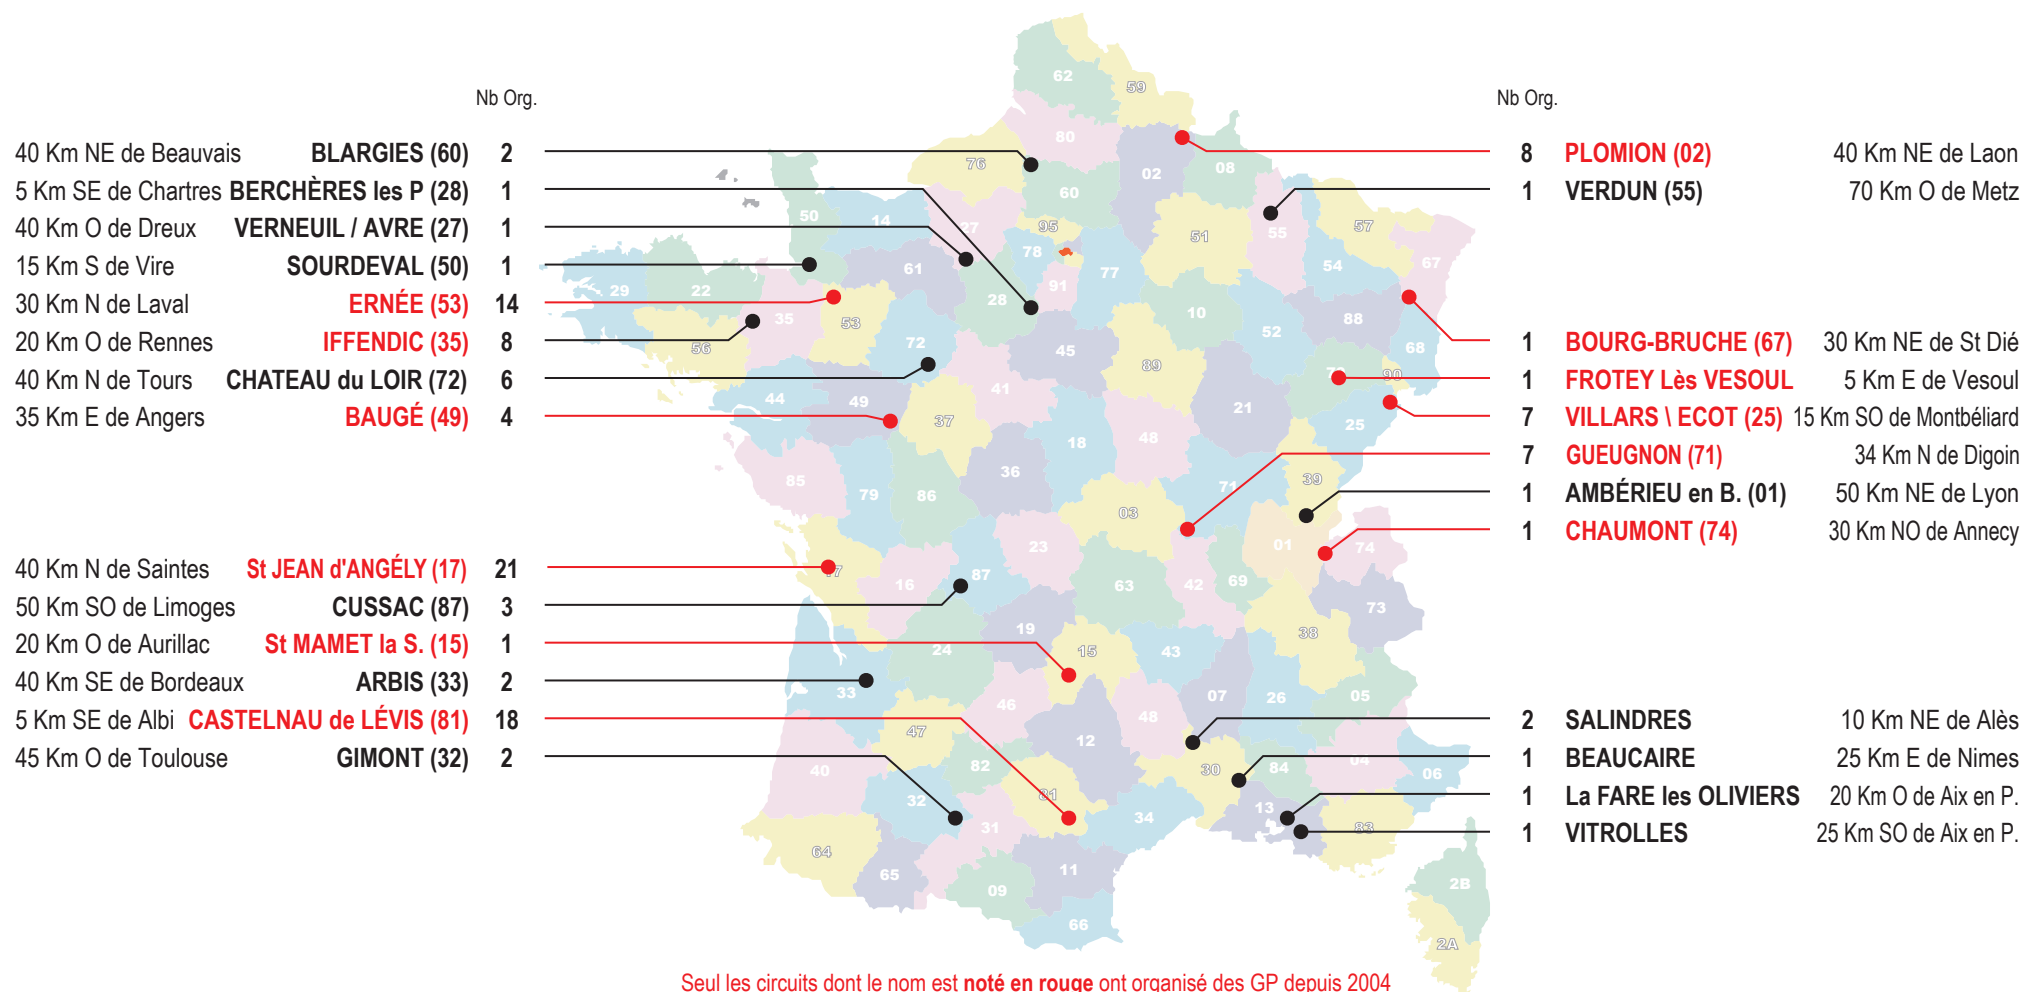 Nb Org.
40 Km NE de Beauvais BLARGIES (60) 2
5 Km SE de Chartres BERCHÈRES les P (28) 1
40 Km O de Dreux VERNEUIL / AVRE (27) 1
15 Km S de Vire SOURDEVAL (50) 1
30 Km N de Laval ERNÉE (53) 14
20 Km O de Rennes IFFENDIC (35) 8
40 Km N de Tours CHATEAU du LOIR (72) 6
35 Km E de Angers BAUGÉ (49) 4
40 Km N de Saintes St JEAN d'ANGÉLY (17) 21
50 Km SO de Limoges CUSSAC (87) 3
20 Km O de Aurillac St MAMET la S. (15) 1
40 Km SE de Bordeaux ARBIS (33) 2
5 Km SE de Albi CASTELNAU de LÉVIS (81) 18
45 Km O de Toulouse GIMONT (32) 2
Nb Org.
8 PLOMION (02) 40 Km NE de Laon
1 VERDUN (55) 70 Km O de Metz
1 BOURG-BRUCHE (67) 30 Km NE de St Dié
1 FROTEY Lès VESOUL 5 Km E de Vesoul
7 VILLARS \ ECOT (25) 15 Km SO de Montbéliard
7 GUEUGNON (71) 34 Km N de Digoin
1 AMBÉRIEU en B. (01) 50 Km NE de Lyon
1 CHAUMONT (74) 30 Km NO de Annecy
2 SALINDRES 10 Km NE de Alès
1 BEAUCAIRE 25 Km E de Nimes
1 La FARE les OLIVIERS 20 Km O de Aix en P.
1 VITROLLES 25 Km SO de Aix en P.
62
59
80
76
02
08
60
50
14
27
95
51
55
57
78
54
67
61
77
29
22
28
91
10
35
53
52
88
56
72
45
68
89
90
41
44
49
21
37
25
18
48
36
85
79
86
71
39
03
23
01
74
16
87
63
42
69
73
19
38
24
15
43
33
46
07
26
05
48
47
12
82
30
84
04
06
40
32
81
13
31
34
83
64
65
11
09
2B
66
2A
Seul les circuits dont le nom est noté en rouge ont organisé des GP depuis 2004